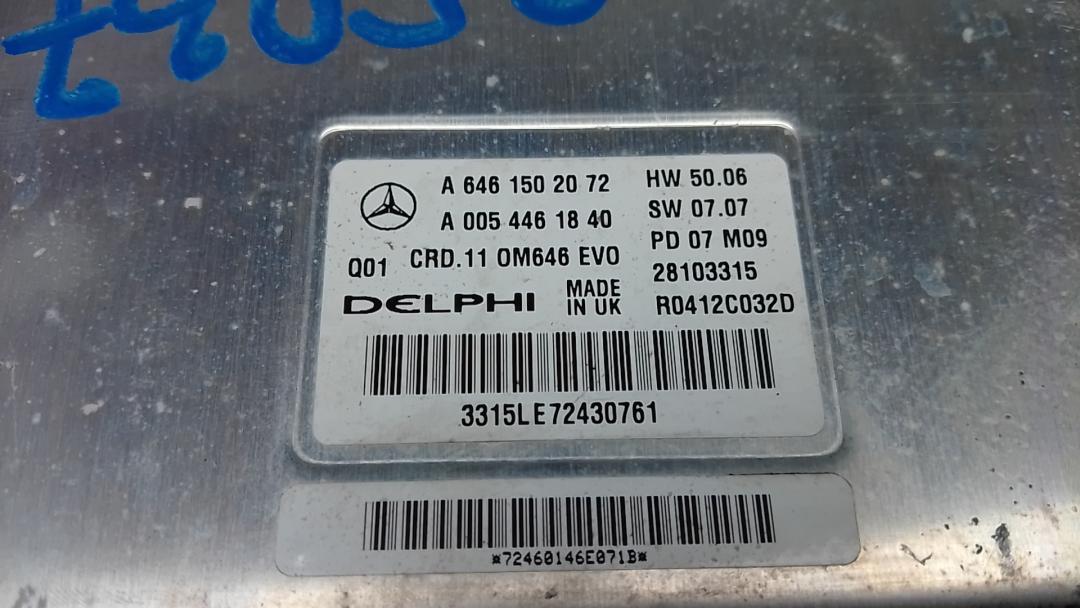 A 646 150 20 72 HW 50.06
A 005 446 18 40 SW 07.07
Q01 CRD.11 OM646 EVO PD 07 M09
28103315
DELPHI MADE IN UK R0412C032D
3315LE72430761
*72460146E071B*